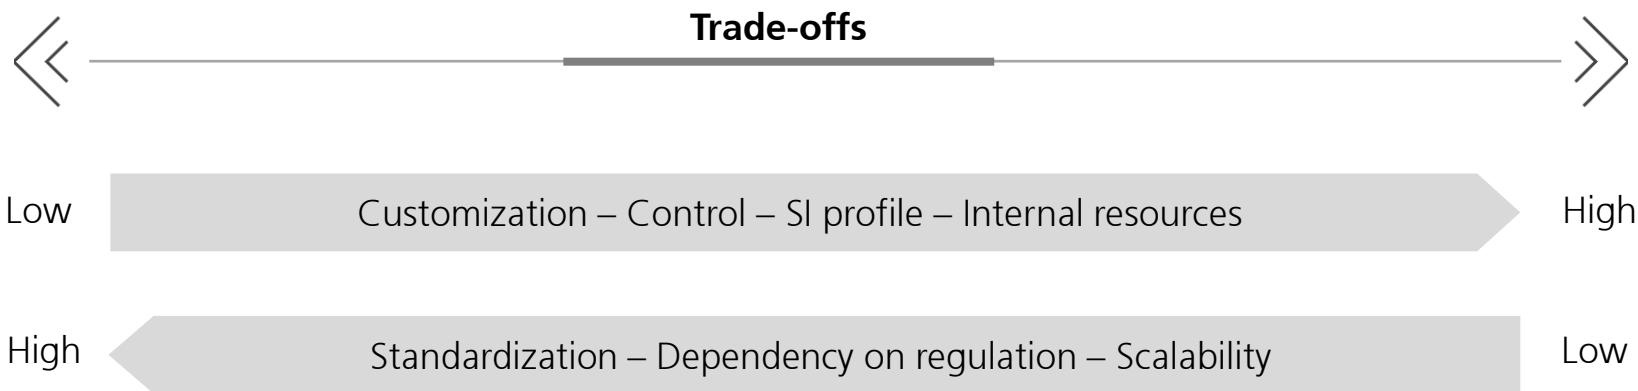 Trade-offs
Low Customization – Control – SI profile – Internal resources High
High Standardization – Dependency on regulation – Scalability Low